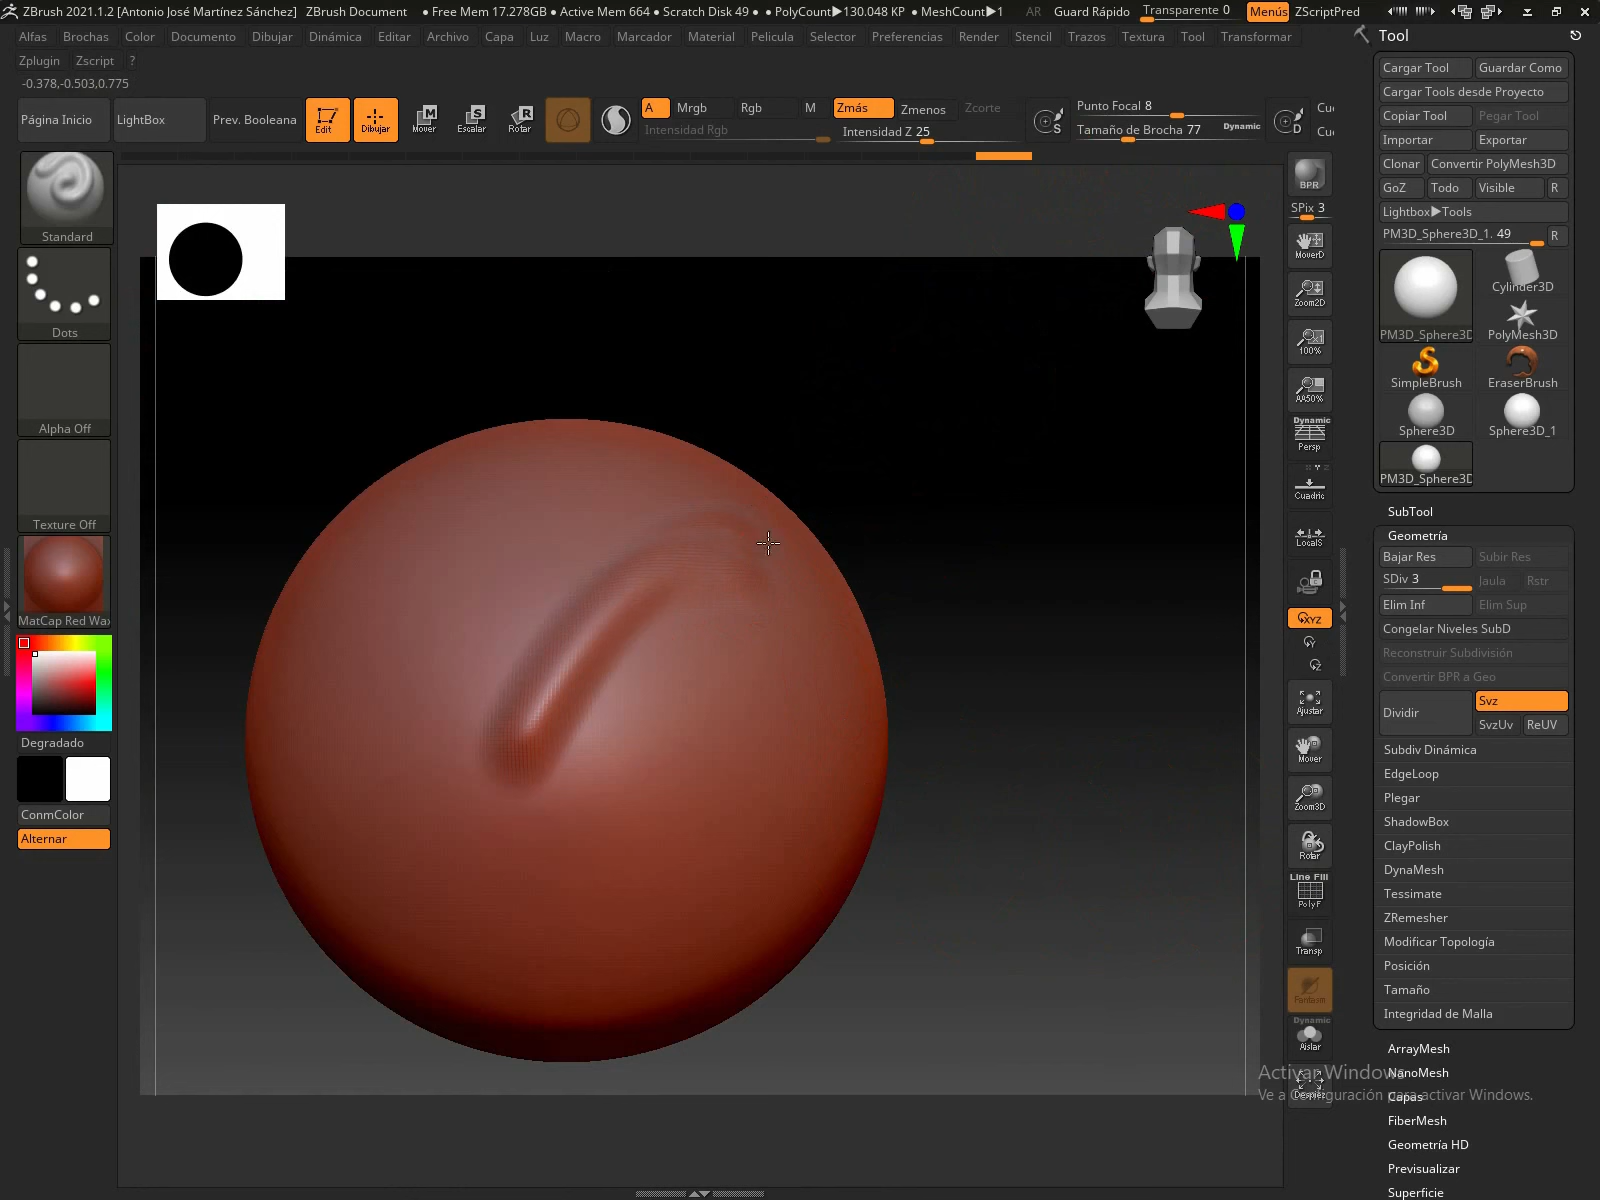 ZBrush 2021.1.2 [Antonio José Martínez Sánchez] ZBrush Document • Free Mem 17.278GB • Active Mem 664 • Scratch Disk 49 • • PolyCount▶130.048 KP • MeshCount▶1 AR Guard Rápido Transparente 0 Menús ZScriptPred
Alfas Brochas Color Documento Dibujar Dinámica Editar Archivo Capa Luz Macro Marcador Material Pelicula Selector Preferencias Render Stencil Trazos Textura Tool Transformar
Zplugin Zscript ?
-0.378,-0.503,0.775
Página Inicio LightBox Prev. Booleana Edit Dibujar Mover Escalar Rotar
A Mrgb Rgb M Zmás Zmenos Zcorte
Intensidad Rgb Intensidad Z 25
S
Punto Focal 8
Tamaño de Brocha 77 Dynamic
D
Cu
Cu
Standard
Dots
Alpha Off
Texture Off
MatCap Red Wax
Degradado
ConmColor
Alternar
BPR
SPix 3
MoverD
Zoom2D
100%
AA50%
Dynamic
Persp
Cuadric
LocalS
XYZ
Y
Z
Ajustar
Mover
Zoom3D
Rotar
Line Fill
PolyF
Transp
Fantasm
Dynamic
Aislar
Desplez
Tool
Cargar Tool Guardar Como
Cargar Tools desde Proyecto
Copiar Tool Pegar Tool
Importar Exportar
Clonar Convertir PolyMesh3D
GoZ Todo Visible R
Lightbox▶Tools
PM3D_Sphere3D_1. 49 R
PM3D_Sphere3D Cylinder3D
PolyMesh3D
SimpleBrush EraserBrush
Sphere3D Sphere3D_1
PM3D_Sphere3D
SubTool
Geometría
Bajar Res Subir Res
SDiv 3 Jaula Rstr
Elim Inf Elim Sup
Congelar Niveles SubD
Reconstruir Subdivisión
Convertir BPR a Geo
Dividir Svz
SvzUv ReUV
Subdiv Dinámica
EdgeLoop
Plegar
ShadowBox
ClayPolish
DynaMesh
Tessimate
ZRemesher
Modificar Topología
Posición
Tamaño
Integridad de Malla
ArrayMesh
NanoMesh
Capas
FiberMesh
Geometría HD
Previsualizar
Superficie
Activar Windows
Ve a Configuración para activar Windows.